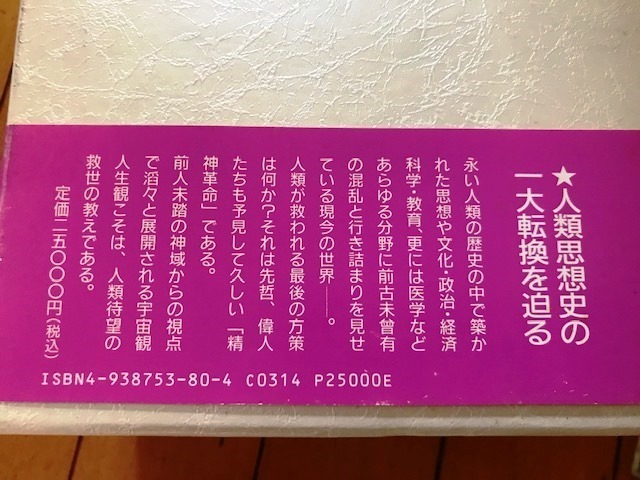 ★人類思想史の
一大転換を迫る
永い人類の歴史の中で築か
れた思想や文化・政治・経済
科学・教育、更には医学など
あらゆる分野に前古未曾有
の混乱と行き詰まりを見せ
ている現今の世界――。
人類が救われる最後の方策
は何か？それは先哲、偉人
たちも予見して久しい「精
神革命」である。
前人未踏の神域からの視点
で滔々と展開される宇宙観
人生観こそは、人類待望の
救世の教えである。
定価二五〇〇〇円（税込）
ISBN4-938753-80-4 C0314 P25000E